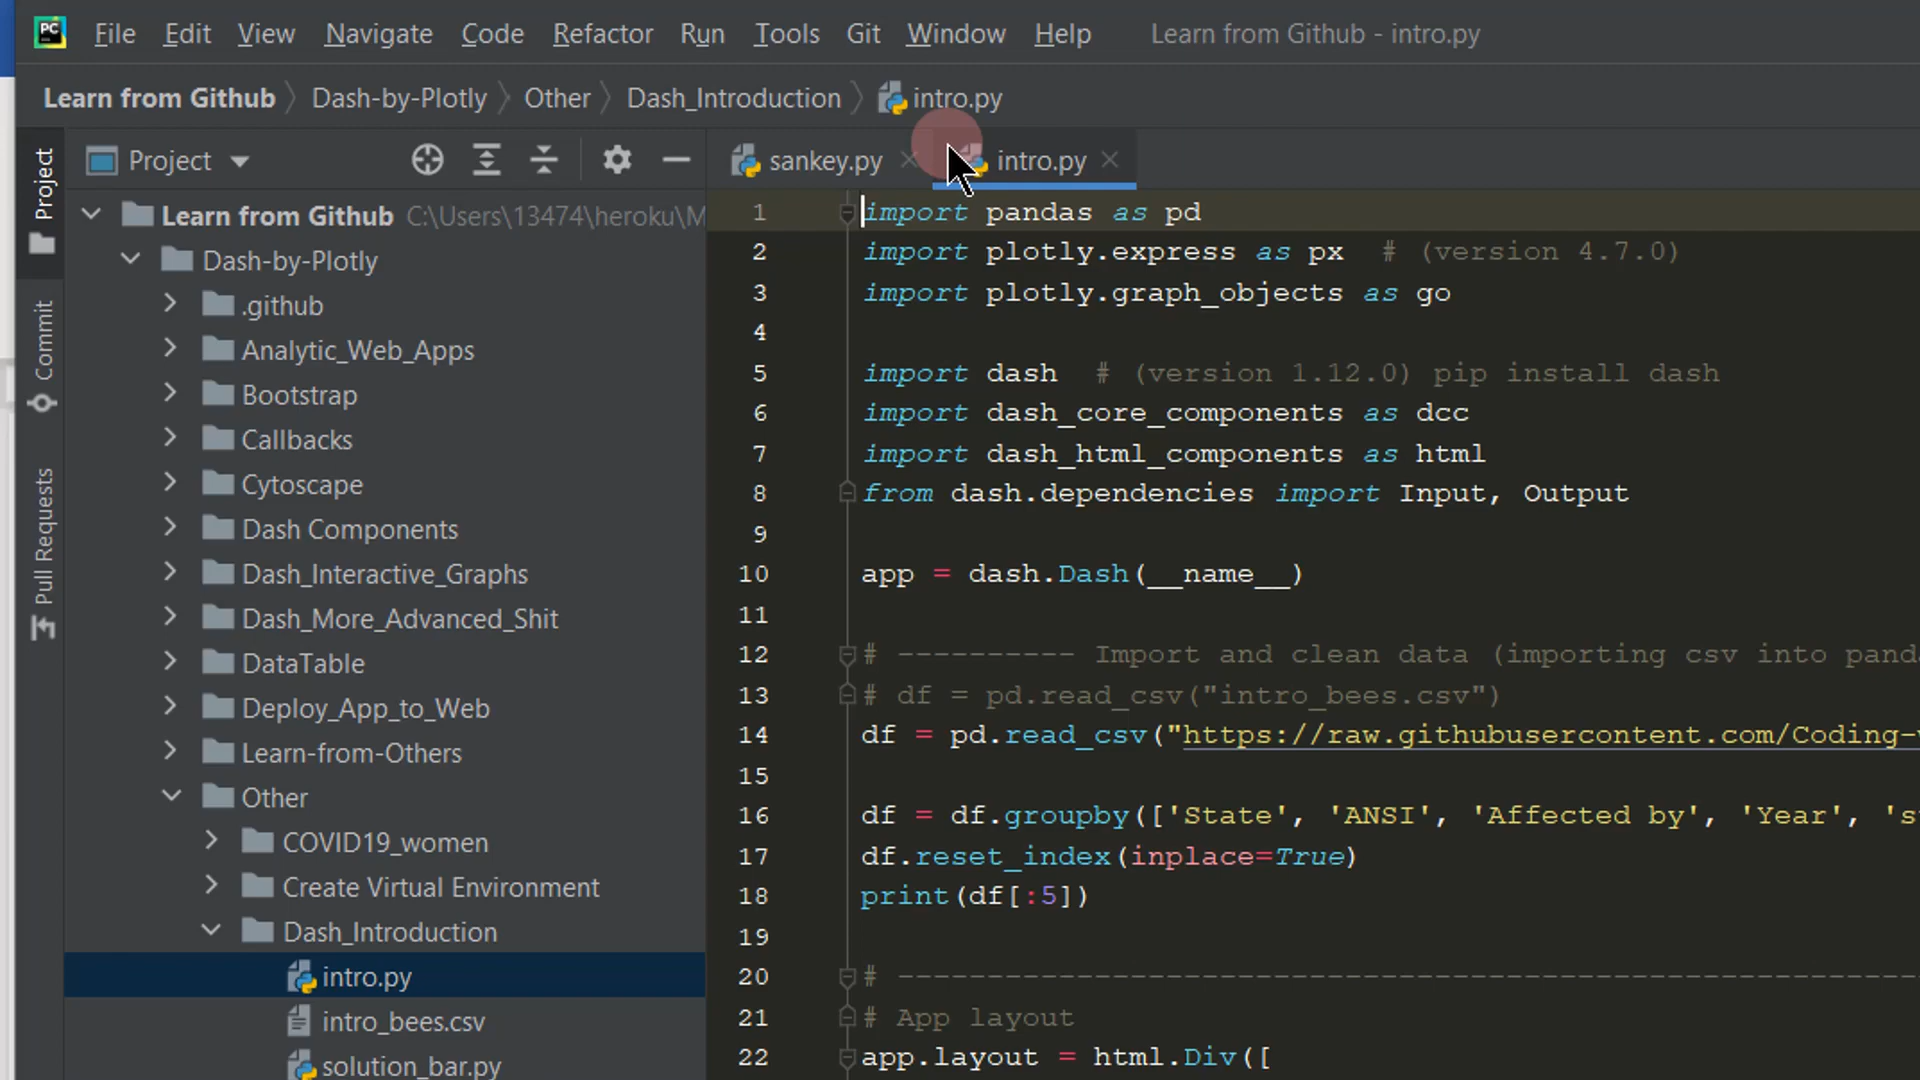 PC File Edit View Navigate Code Refactor Run Tools Git Window Help Learn from Github - intro.py
Learn from Github Dash-by-Plotly Other Dash_Introduction intro.py
Project
Commit
Pull Requests
Project
Learn from Github C:\Users\13474\heroku\M
Dash-by-Plotly
.github
Analytic_Web_Apps
Bootstrap
Callbacks
Cytoscape
Dash Components
Dash_Interactive_Graphs
Dash_More_Advanced_Shit
DataTable
Deploy_App_to_Web
Learn-from-Others
Other
COVID19_women
Create Virtual Environment
Dash_Introduction
intro.py
intro_bees.csv
solution_bar.py
sankey.py intro.py
1 import pandas as pd
2 import plotly.express as px # (version 4.7.0)
3 import plotly.graph_objects as go
4
5 import dash # (version 1.12.0) pip install dash
6 import dash_core_components as dcc
7 import dash_html_components as html
8 from dash.dependencies import Input, Output
9
10 app = dash.Dash(__name__)
11
12 # ---------- Import and clean data (importing csv into panda
13 # df = pd.read_csv("intro_bees.csv")
14 df = pd.read_csv("https://raw.githubusercontent.com/Coding-
15
16 df = df.groupby(['State', 'ANSI', 'Affected by', 'Year', 's
17 df.reset_index(inplace=True)
18 print(df[:5])
19
20 # ----------------------------------------------------------
21 # App layout
22 app.layout = html.Div([